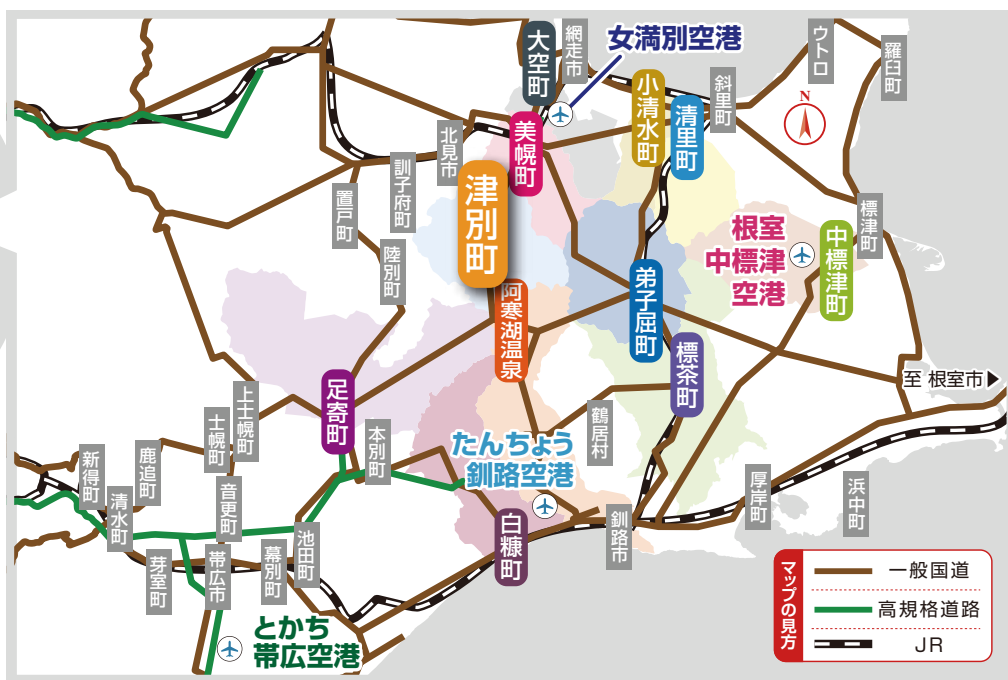 女満別空港
大空町
網走市
ウトロ
羅臼町
小清水町
斜里町
N
清里町
美幌町
北見市
訓子府町
置戸町
津別町
陸別町
根室
中標津
空港
中標津町
標津町
弟子屈町
阿寒湖温泉
標茶町
至 根室市▶
足寄町
上士幌町
士幌町
本別町
鶴居村
たんちょう
釧路空港
鹿追町
新得町
清水町
音更町
池田町
幕別町
帯広市
芽室町
白糠町
釧路市
厚岸町
浜中町
とかち
帯広空港
マップの見方
一般国道
高規格道路
JR